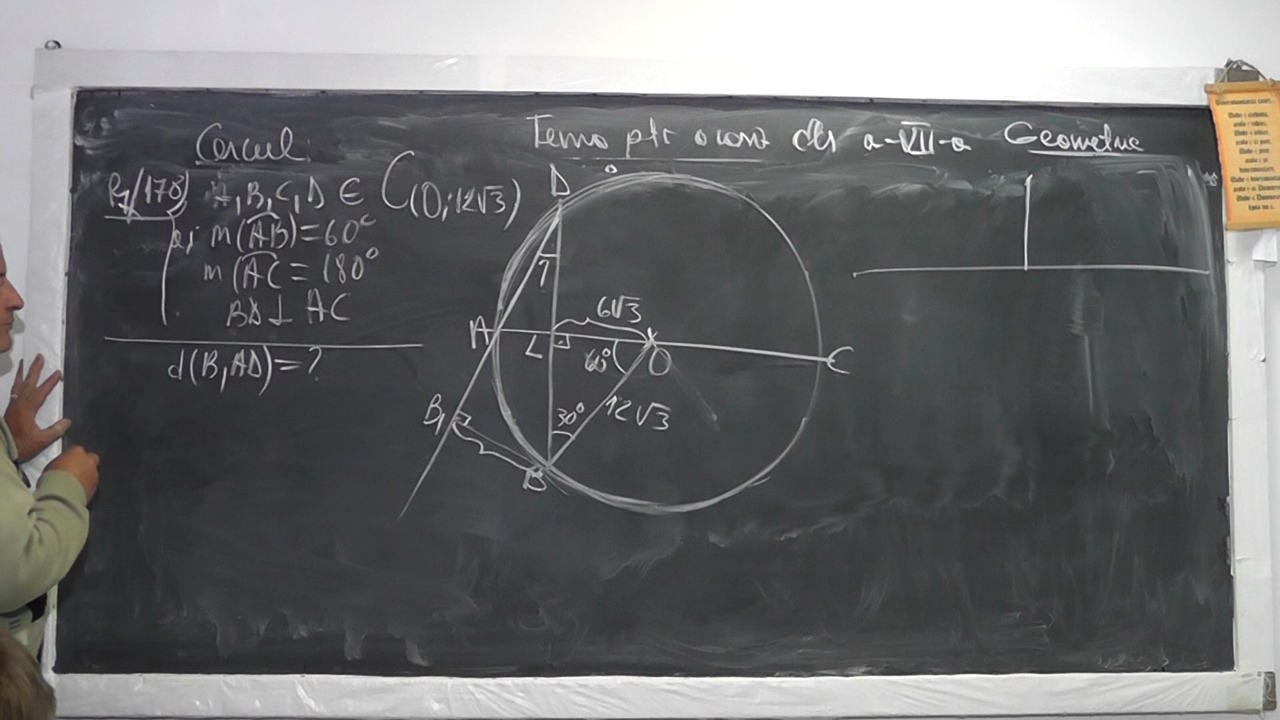 Cercul
Tema ptr acasă cls a-VII-a Geometrie
P7/178) A, B, C, D ∈ C(O; 12√3)
a) m(AB) = 60°
m(AC = 180°
BD ⊥ AC
d(B, AD) = ?
D
?
6√3
A
L
60°
O
C
B₁
30°
12√3
B